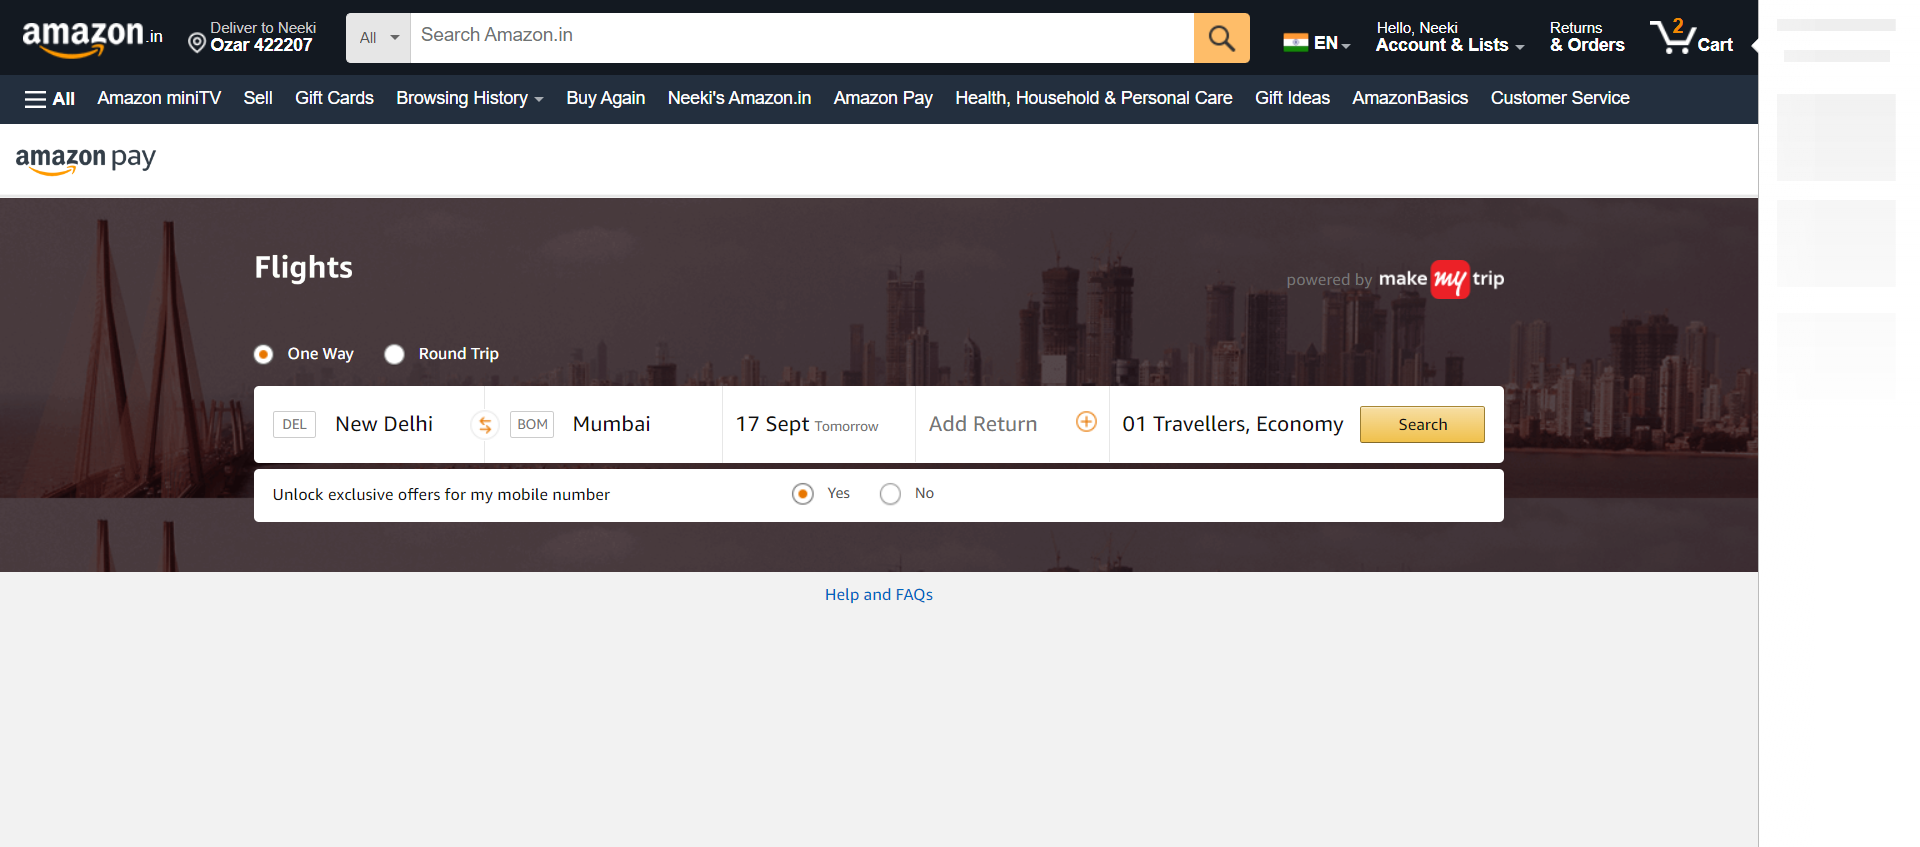 amazon.in
Deliver to Neeki
Ozar 422207
All
Search Amazon.in
EN
Hello, Neeki
Account & Lists
Returns
& Orders
2
Cart
All
Amazon miniTV
Sell
Gift Cards
Browsing History
Buy Again
Neeki's Amazon.in
Amazon Pay
Health, Household & Personal Care
Gift Ideas
AmazonBasics
Customer Service
amazon pay
Flights
powered by make my trip
One Way
Round Trip
DEL New Delhi
BOM Mumbai
17 Sept Tomorrow
Add Return
01 Travellers, Economy
Search
Unlock exclusive offers for my mobile number
Yes
No
Help and FAQs